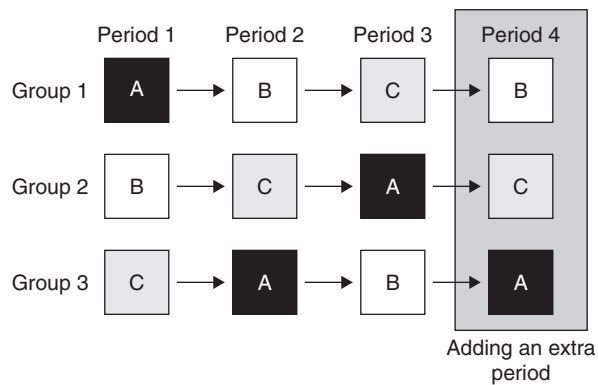 Period 1 Period 2 Period 3 Period 4
Group 1 A B C B
Group 2 B C A C
Group 3 C A B A
Adding an extra
period